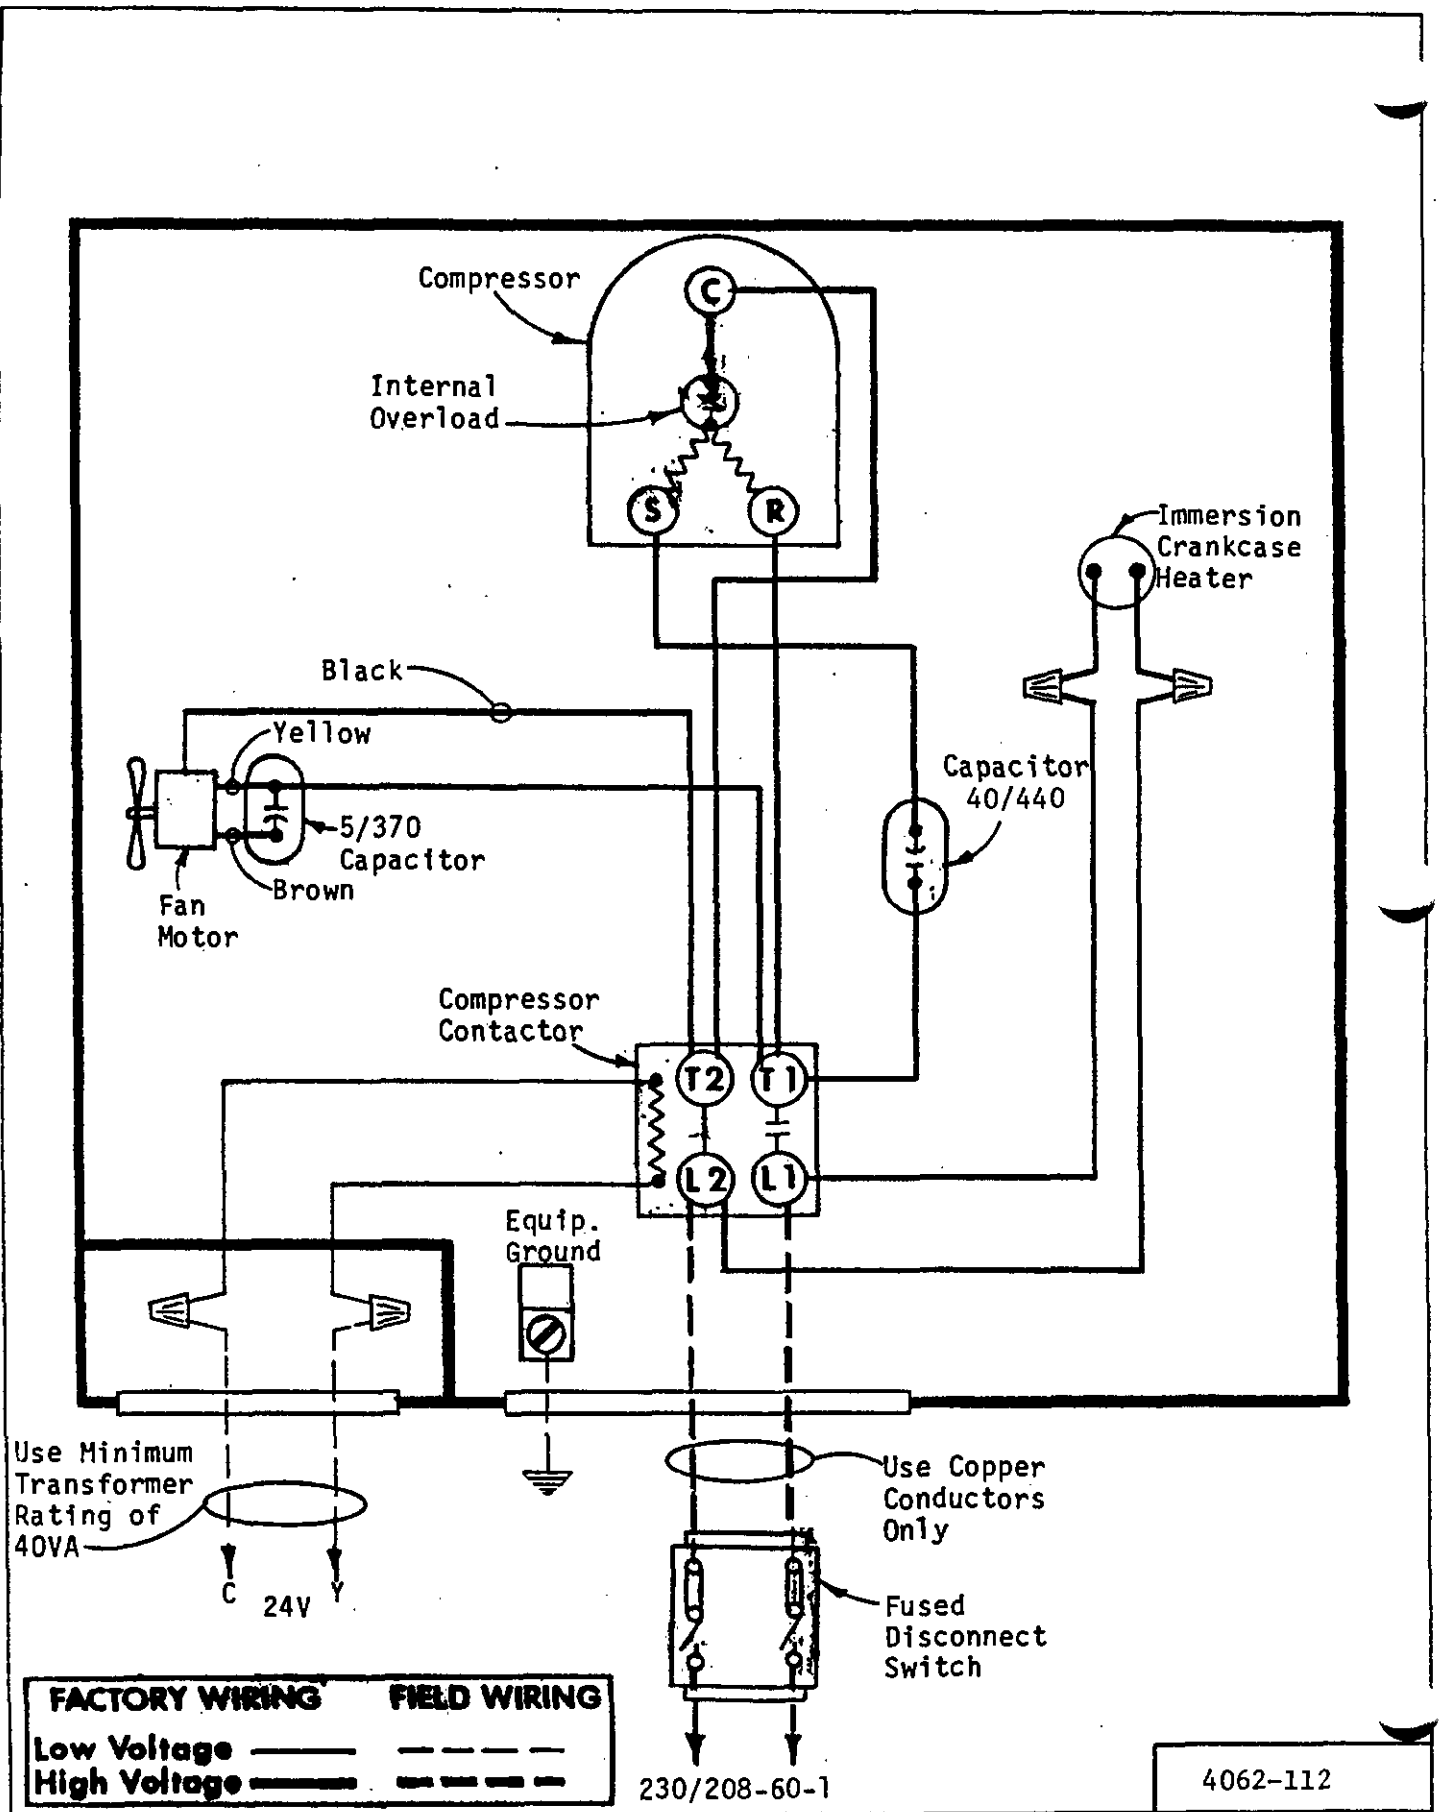 Compressor
C
Internal
Overload
S
R
Immersion
Crankcase
Heater
Black
Yellow
Capacitor
40/440
5/370
Capacitor
Brown
Fan
Motor
Compressor
Contactor
T2
T1
L2
L1
Equip.
Ground
Use Minimum
Transformer
Rating of
40VA
C
24V
Y
Use Copper
Conductors
Only
Fused
Disconnect
Switch
FACTORY WIRING FIELD WIRING
Low Voltage
High Voltage
230/208-60-1
4062-112